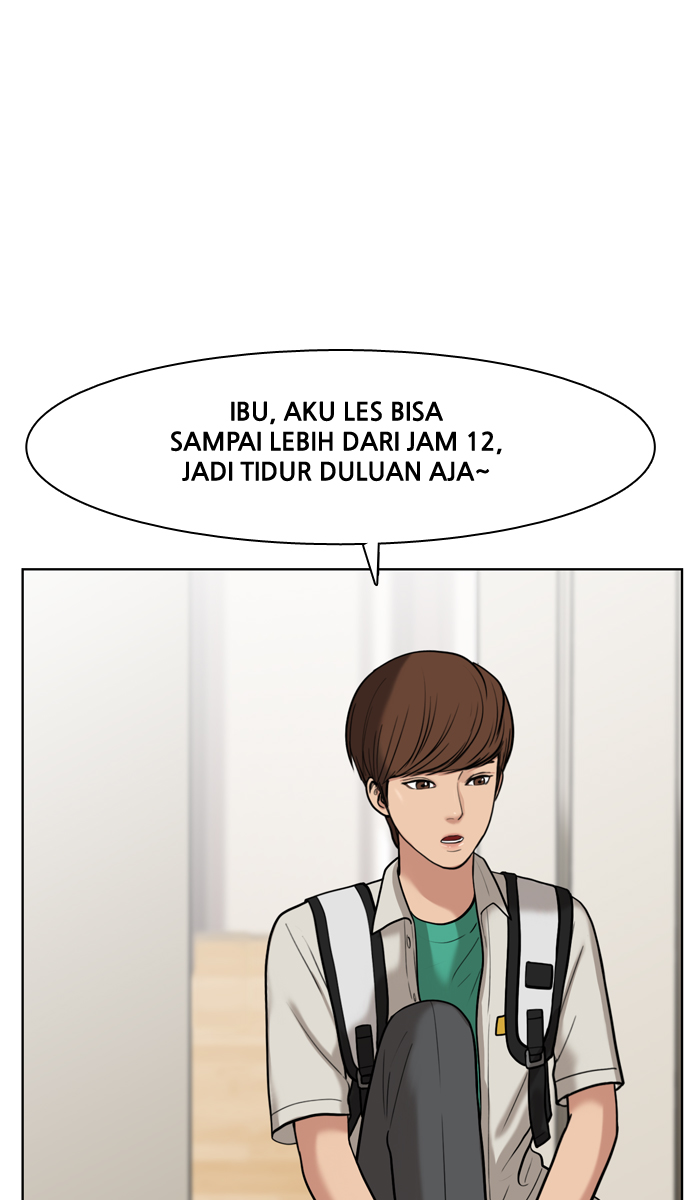 IBU, AKU LES BISA
SAMPAI LEBIH DARI JAM 12,
JADI TIDUR DULUAN AJA~